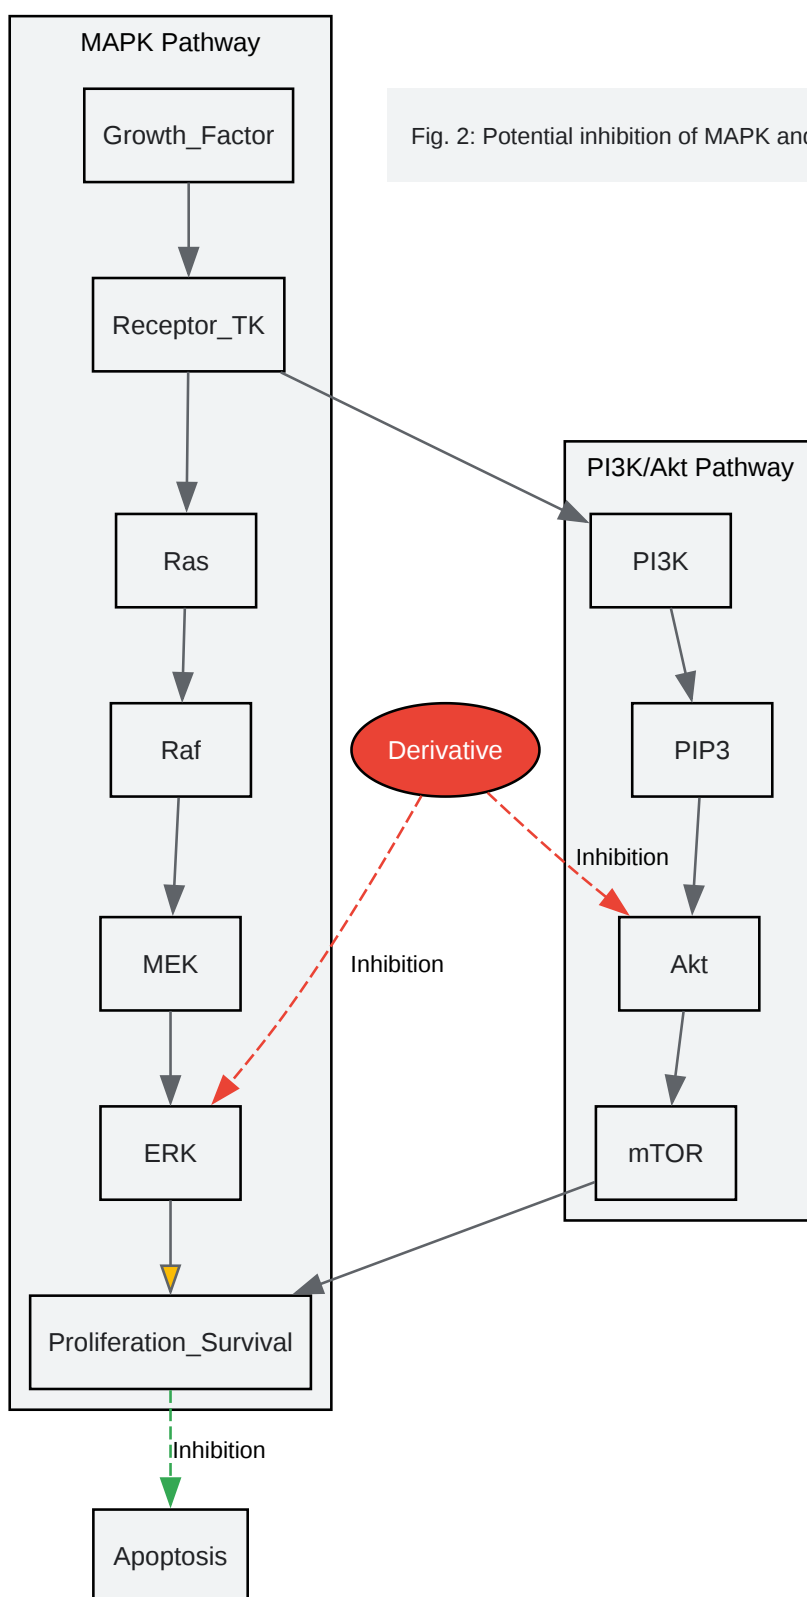 MAPK Pathway
Growth_Factor
Fig. 2: Potential inhibition of MAPK and
Receptor_TK
PI3K/Akt Pathway
Ras
PI3K
Raf
Derivative
PIP3
Inhibition
MEK
Inhibition
Akt
ERK
mTOR
Proliferation_Survival
Inhibition
Apoptosis